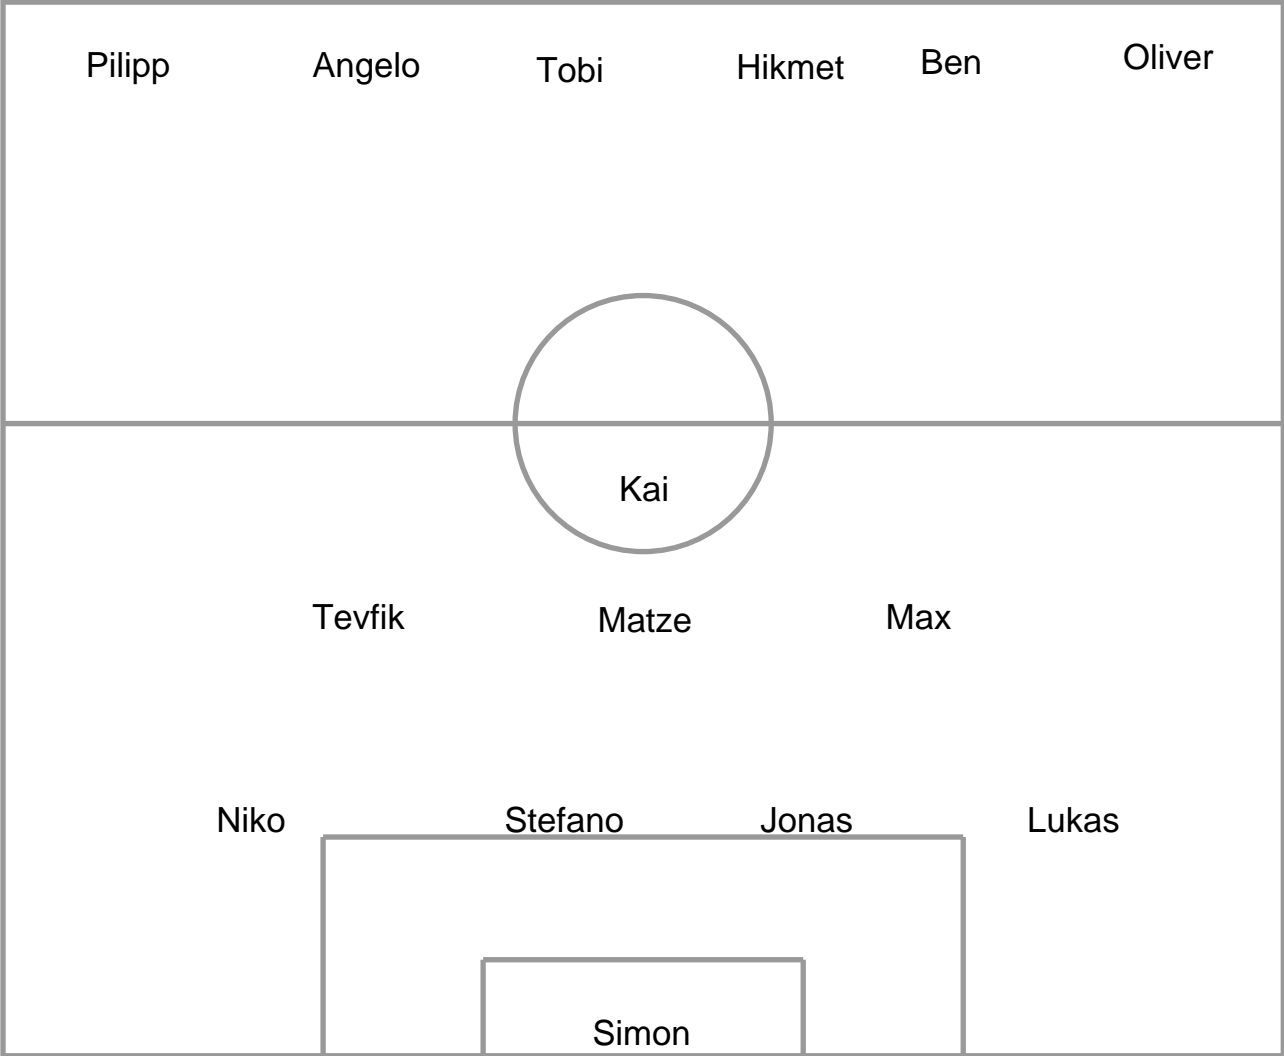 Pilipp Angelo Tobi Hikmet Ben Oliver
Kai
Tevfik Matze Max
Niko Stefano Jonas Lukas
Simon